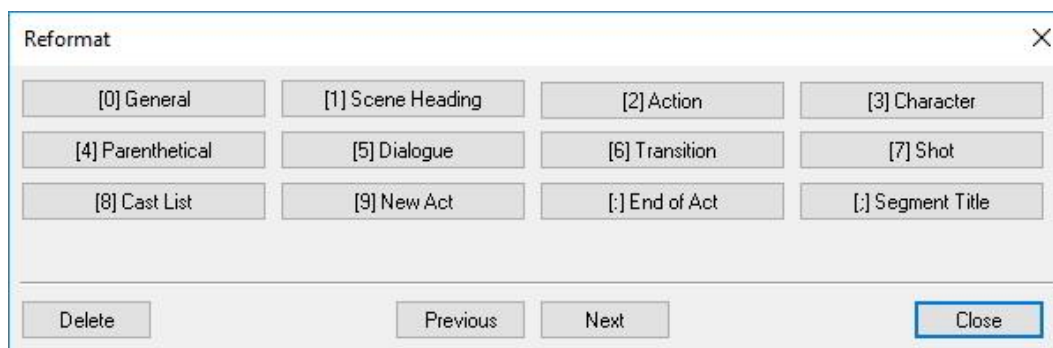 Reformat
[0] General [1] Scene Heading [2] Action [3] Character
[4] Parenthetical [5] Dialogue [6] Transition [7] Shot
[8] Cast List [9] New Act [:] End of Act [;] Segment Title
Delete Previous Next Close